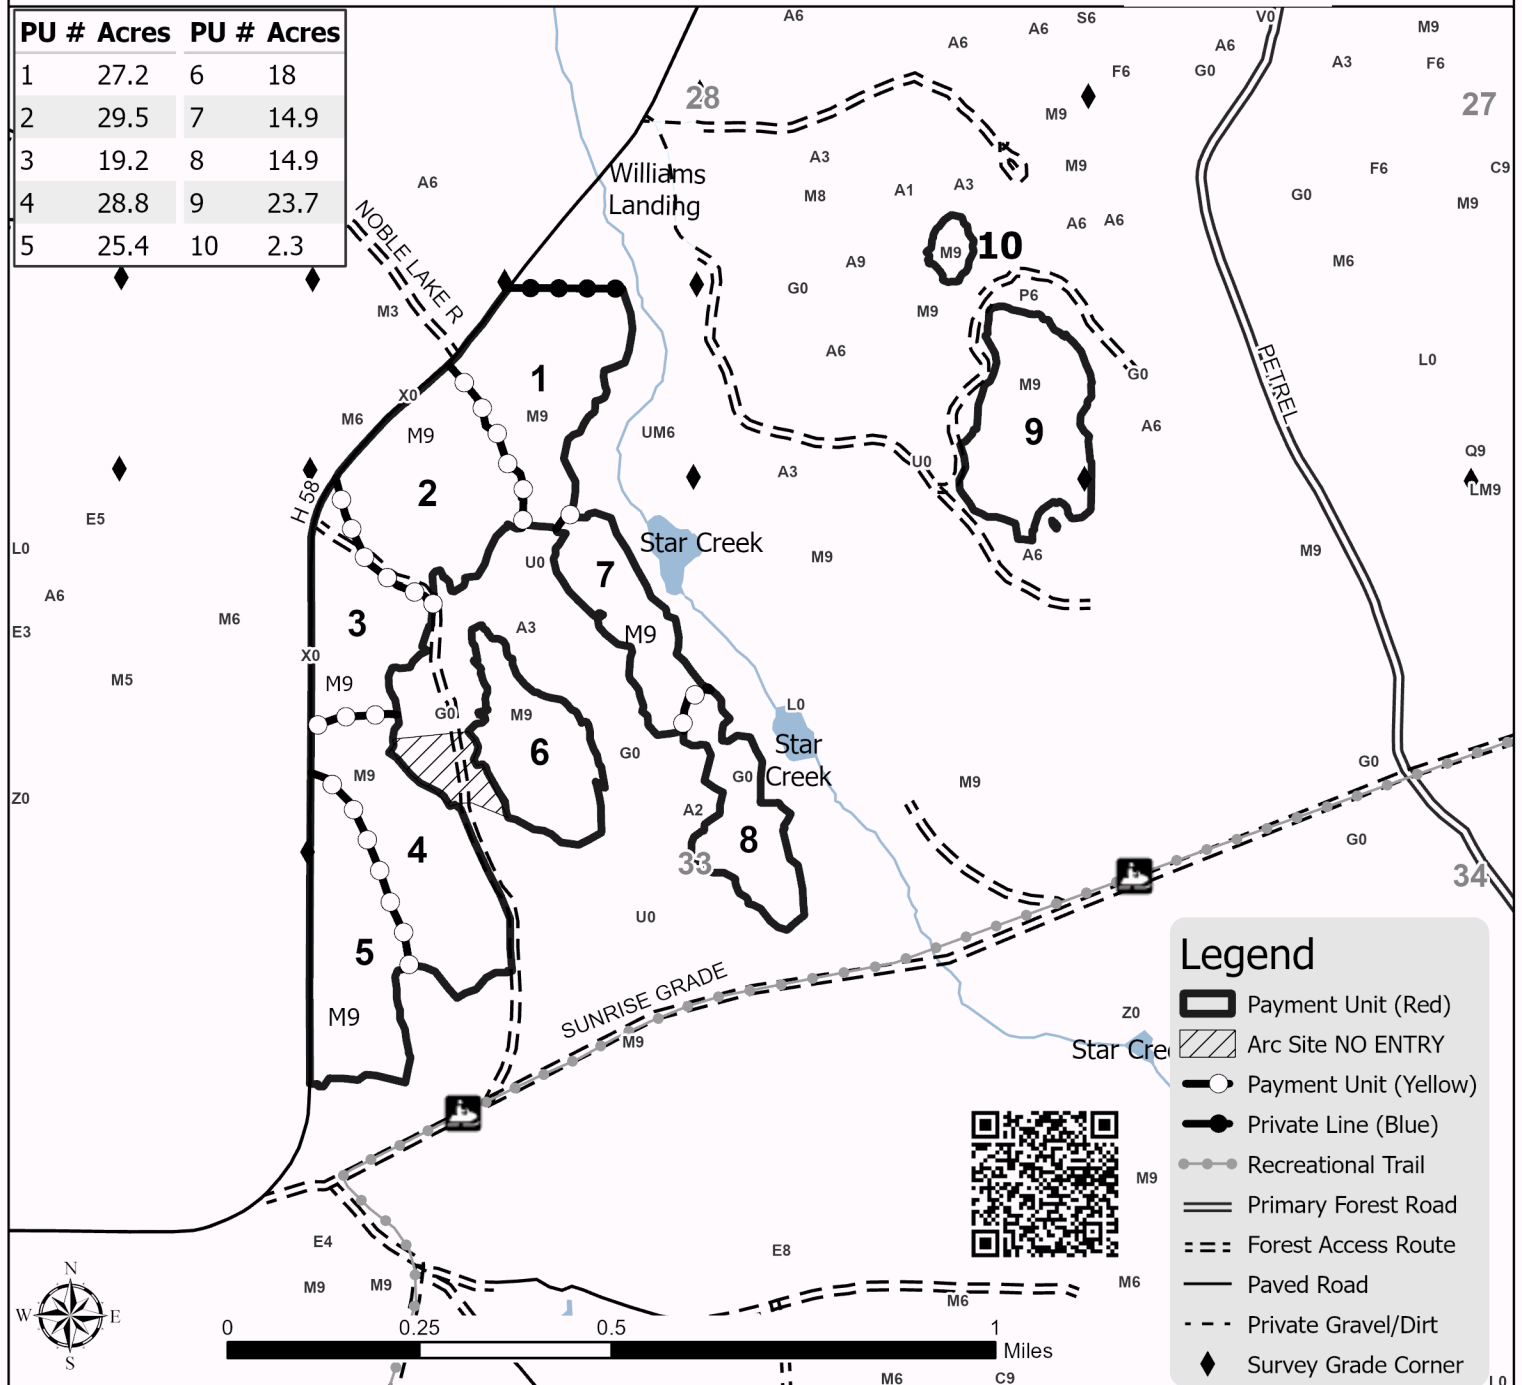 PU # Acres PU # Acres
1 27.2 6 18
2 29.5 7 14.9
3 19.2 8 14.9
4 28.8 9 23.7
5 25.4 10 2.3
A6
S6
V0
M9
A6
A6
A6
F6
G0
A3
F6
28
27
M9
A3
M9
F6
C9
Williams
Landing
A6
M8
A1
A3
G0
M9
A6
A6
NOBLE LAKE R
M9
10
A9
M6
G0
P6
M3
M9
A6
PETREL
L0
1
G0
M9
X0
M6
M9
M9
9
A6
UM6
Q9
U0
A3
LM9
2
H 58
E5
L0
Star Creek
M9
A6
M9
U0
7
A6
M6
3
A3
M9
E3
X0
M5
M9
G0
M9
L0
6
G0
Star
Creek
G0
M9
G0
M9
Z0
A2
8
4
33
G0
34
U0
5
SUNRISE GRADE
M9
M9
Z0
Star Cre
M9
E4
E8
M9
M9
M6
M6
N
W E
S
0 0.25 0.5 1
Miles
M6
C9
L0
Legend
Payment Unit (Red)
Arc Site NO ENTRY
Payment Unit (Yellow)
Private Line (Blue)
Recreational Trail
Primary Forest Road
Forest Access Route
Paved Road
Private Gravel/Dirt
Survey Grade Corner